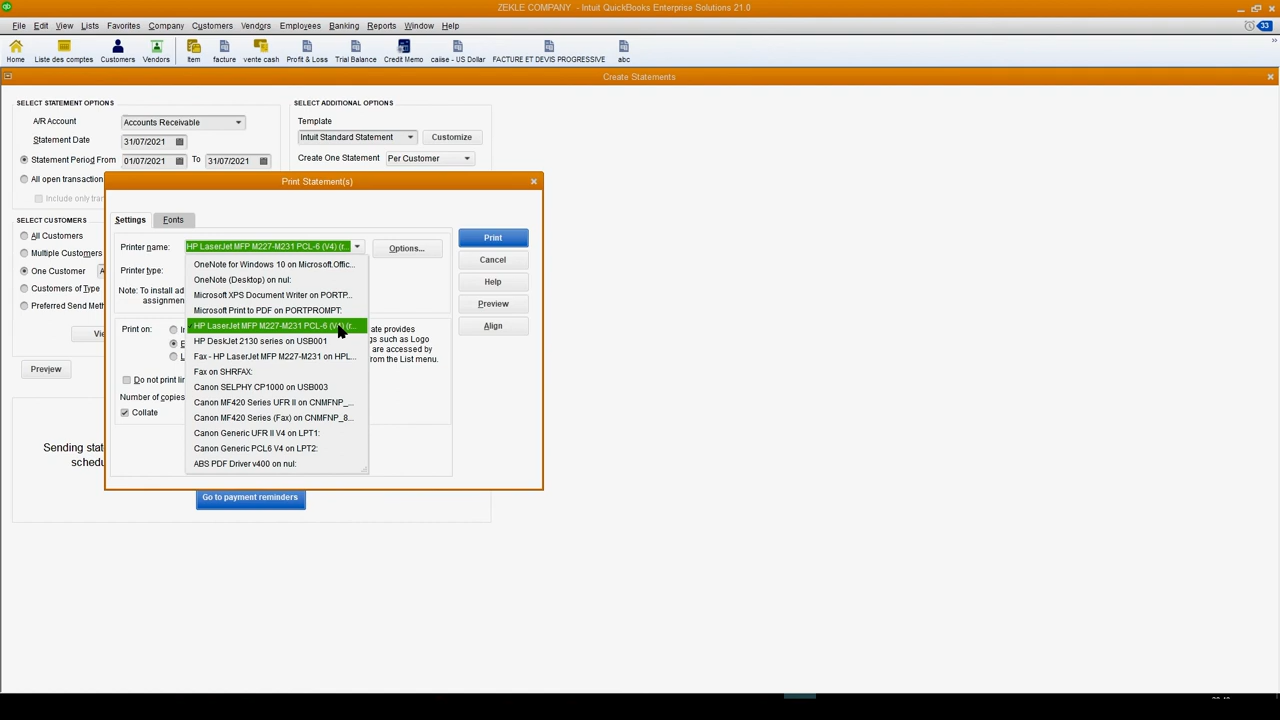 ZEKLE COMPANY - Intuit QuickBooks Enterprise Solutions 21.0
File Edit View Lists Favorites Company Customers Vendors Employees Banking Reports Window Help
33
Home Liste des comptes Customers Vendors Item facture vente cash Profit & Loss Trial Balance Credit Memo caiise - US Dollar FACTURE ET DEVIS PROGRESSIVE abc
Create Statements
SELECT STATEMENT OPTIONS
A/R Account Accounts Receivable
Statement Date 31/07/2021
Statement Period From 01/07/2021 To 31/07/2021
All open transaction
Include only tran
SELECT ADDITIONAL OPTIONS
Template
Intuit Standard Statement Customize
Create One Statement Per Customer
SELECT CUSTOMERS
All Customers
Multiple Customers
One Customer A
Customers of Type
Preferred Send Meth
Vie
Preview
Sending stat
schedu
Go to payment reminders
Print Statement(s)
Settings Fonts
Printer name: HP LaserJet MFP M227-M231 PCL-6 (V4) (r... Options...
Printer type:
Note: To install ad
assignmen
OneNote for Windows 10 on Microsoft.Offic...
OneNote (Desktop) on nul:
Microsoft XPS Document Writer on PORTP...
Microsoft Print to PDF on PORTPROMPT:
HP LaserJet MFP M227-M231 PCL-6 (V4) (r...
HP DeskJet 2130 series on USB001
Fax - HP LaserJet MFP M227-M231 on HPL...
Fax on SHRFAX:
Canon SELPHY CP1000 on USB003
Canon MF420 Series UFR II on CNMFNP_...
Canon MF420 Series (Fax) on CNMFNP_8...
Canon Generic UFR II V4 on LPT1:
Canon Generic PCL6 V4 on LPT2:
ABS PDF Driver v400 on nul:
Print on:
ate provides
gs such as Logo
are accessed by
from the List menu.
Do not print lin
Number of copies
Collate
Print
Cancel
Help
Preview
Align